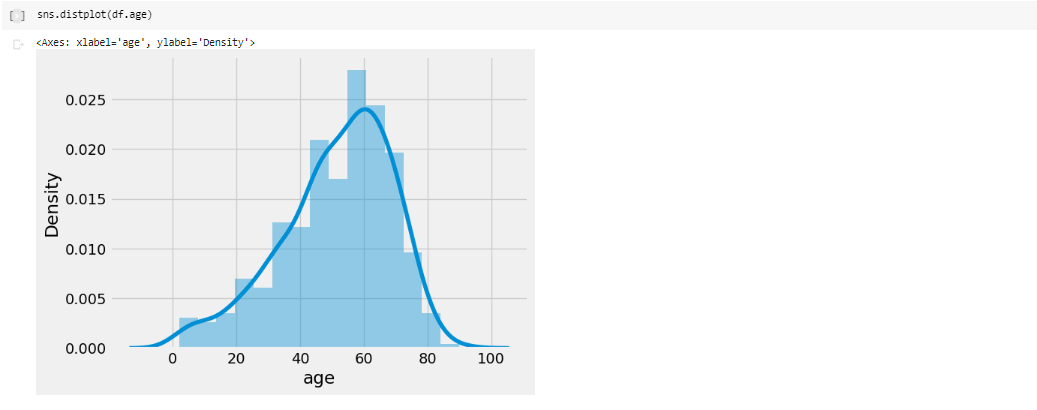 sns.distplot(df.age)
<Axes: xlabel='age', ylabel='Density'>
0.025
0.020
0.015
0.010
0.005
0.000
Density
0 20 40 60 80 100
age